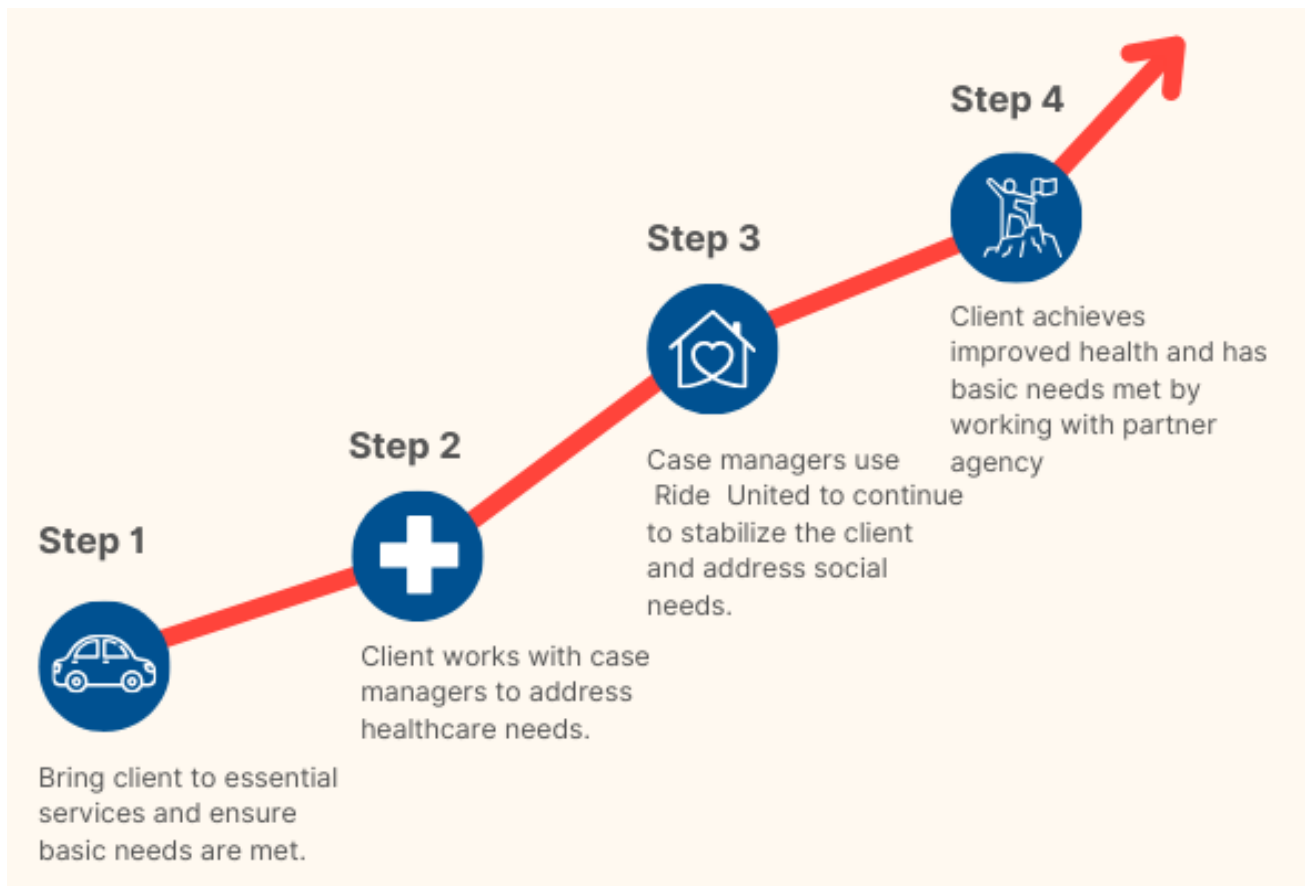 Step 1
Bring client to essential
services and ensure
basic needs are met.
Step 2
Client works with case
managers to address
healthcare needs.
Step 3
Case managers use
Ride United to continue
to stabilize the client
and address social
needs.
Step 4
Client achieves
improved health and has
basic needs met by
working with partner
agency